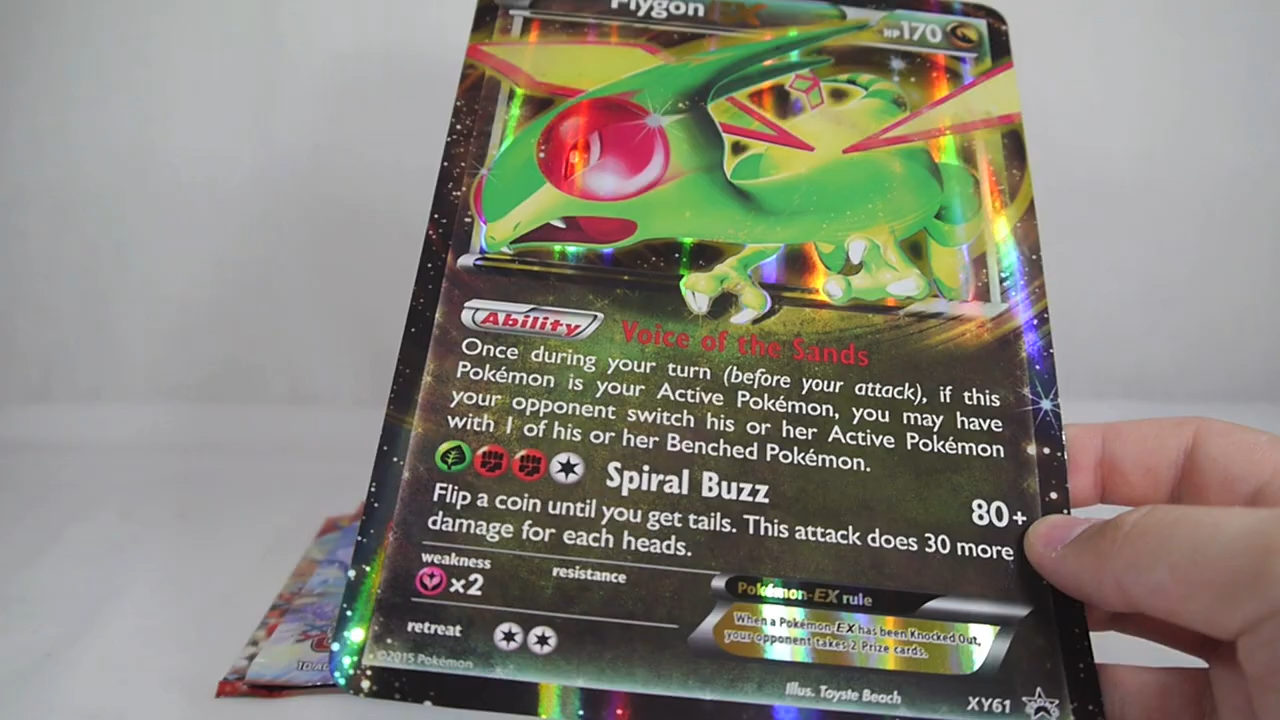 Flygon EX
HP170
Ability
Voice of the Sands
Once during your turn (before your attack), if this
Pokémon is your Active Pokémon, you may have
your opponent switch his or her Active Pokémon
with 1 of his or her Benched Pokémon.
Spiral Buzz
80+
Flip a coin until you get tails. This attack does 30 more
damage for each heads.
weakness
resistance
x2
Pokémon-EX rule
When a Pokémon-EX has been Knocked Out,
your opponent takes 2 Prize cards.
retreat
©2015 Pokémon
Illus. Toyste Beach
XY61